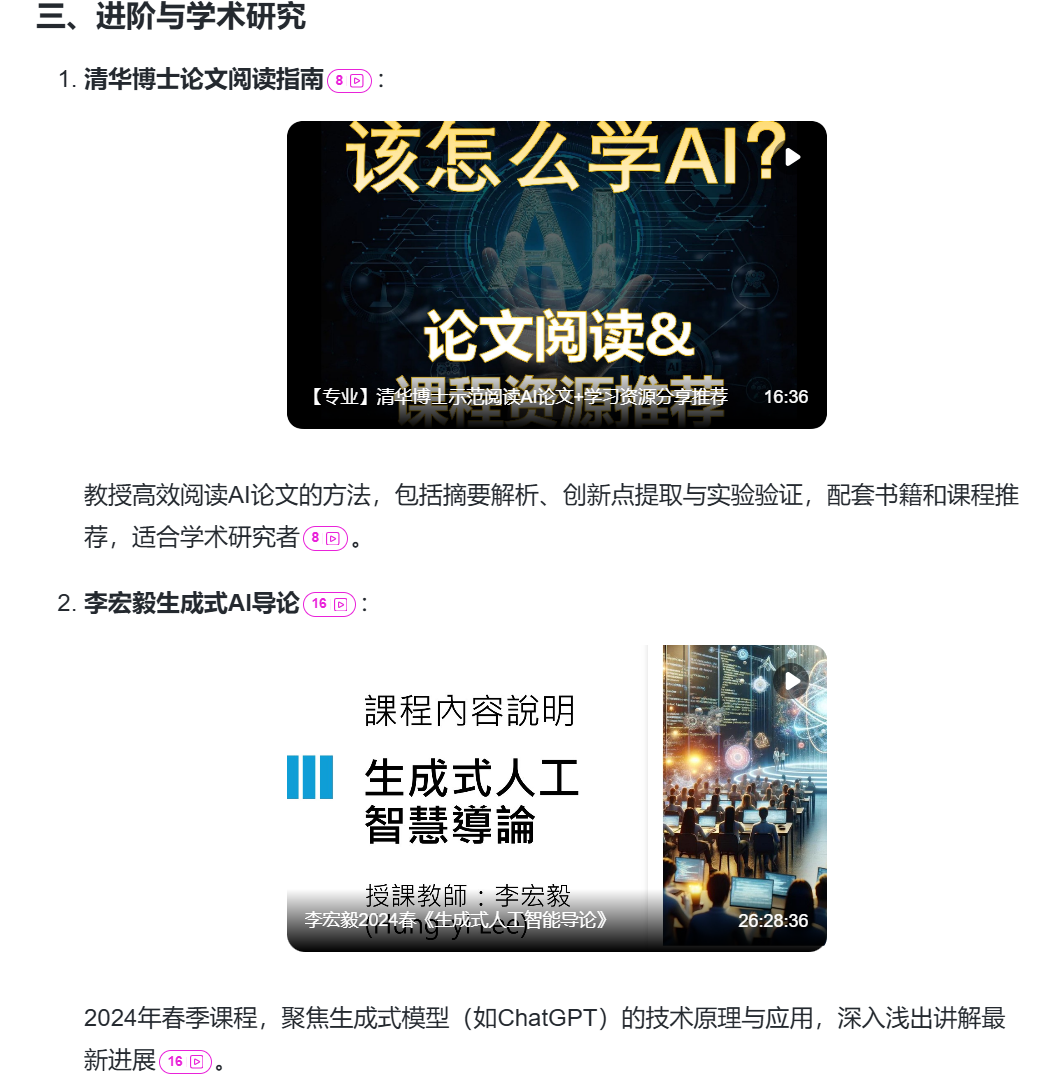 三、进阶与学术研究
1. 清华博士论文阅读指南 8 :
该怎么学AI?
论文阅读&
课程资源推荐
【专业】清华博士示范阅读AI论文+学习资源分享推荐 16:36
教授高效阅读AI论文的方法，包括摘要解析、创新点提取与实验验证，配套书籍和课程推
荐，适合学术研究者 8 。
2. 李宏毅生成式AI导论 16 :
課程內容說明
生成式人工
智慧導論
授課教師：李宏毅
(Hung-yi Lee)
李宏毅2024春《生成式人工智能导论》 26:28:36
2024年春季课程，聚焦生成式模型（如ChatGPT）的技术原理与应用，深入浅出讲解最
新进展 16 。